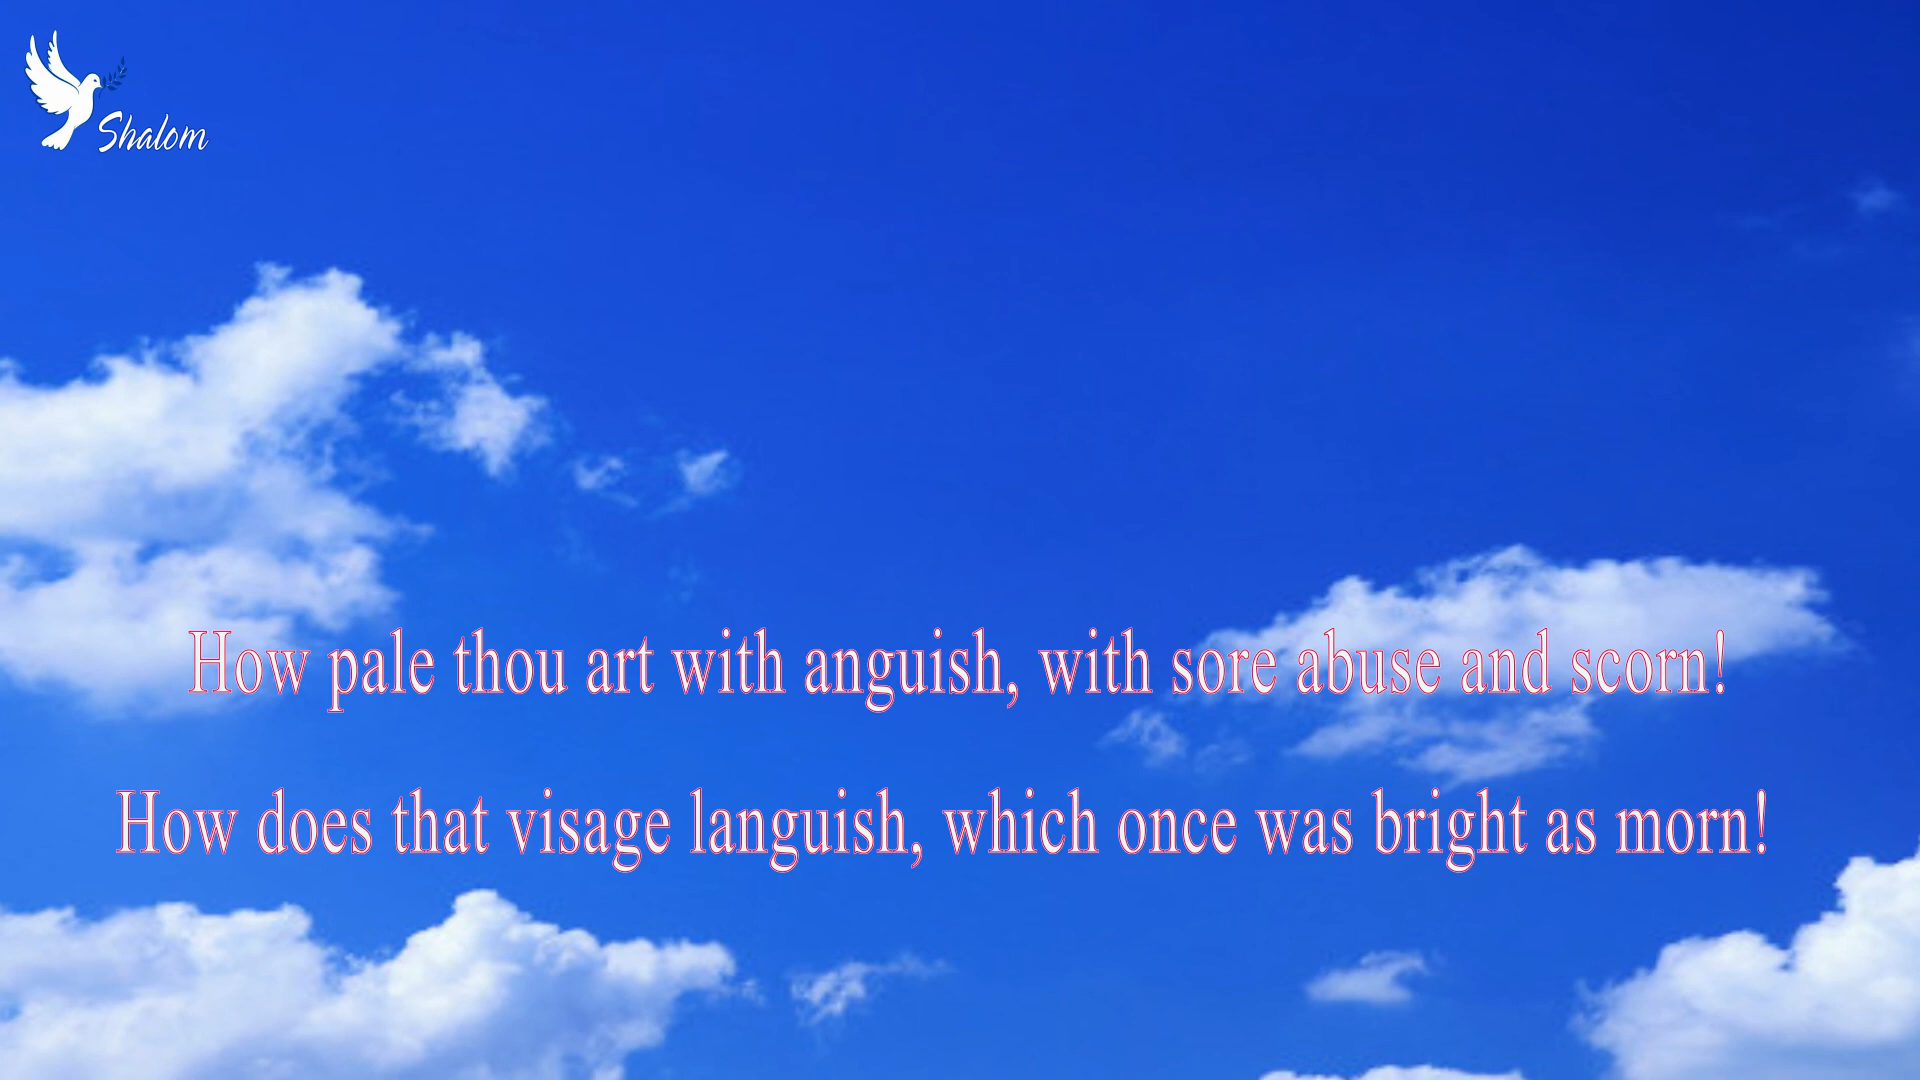 Shalom
How pale thou art with anguish, with sore abuse and scorn!
How does that visage languish, which once was bright as morn!